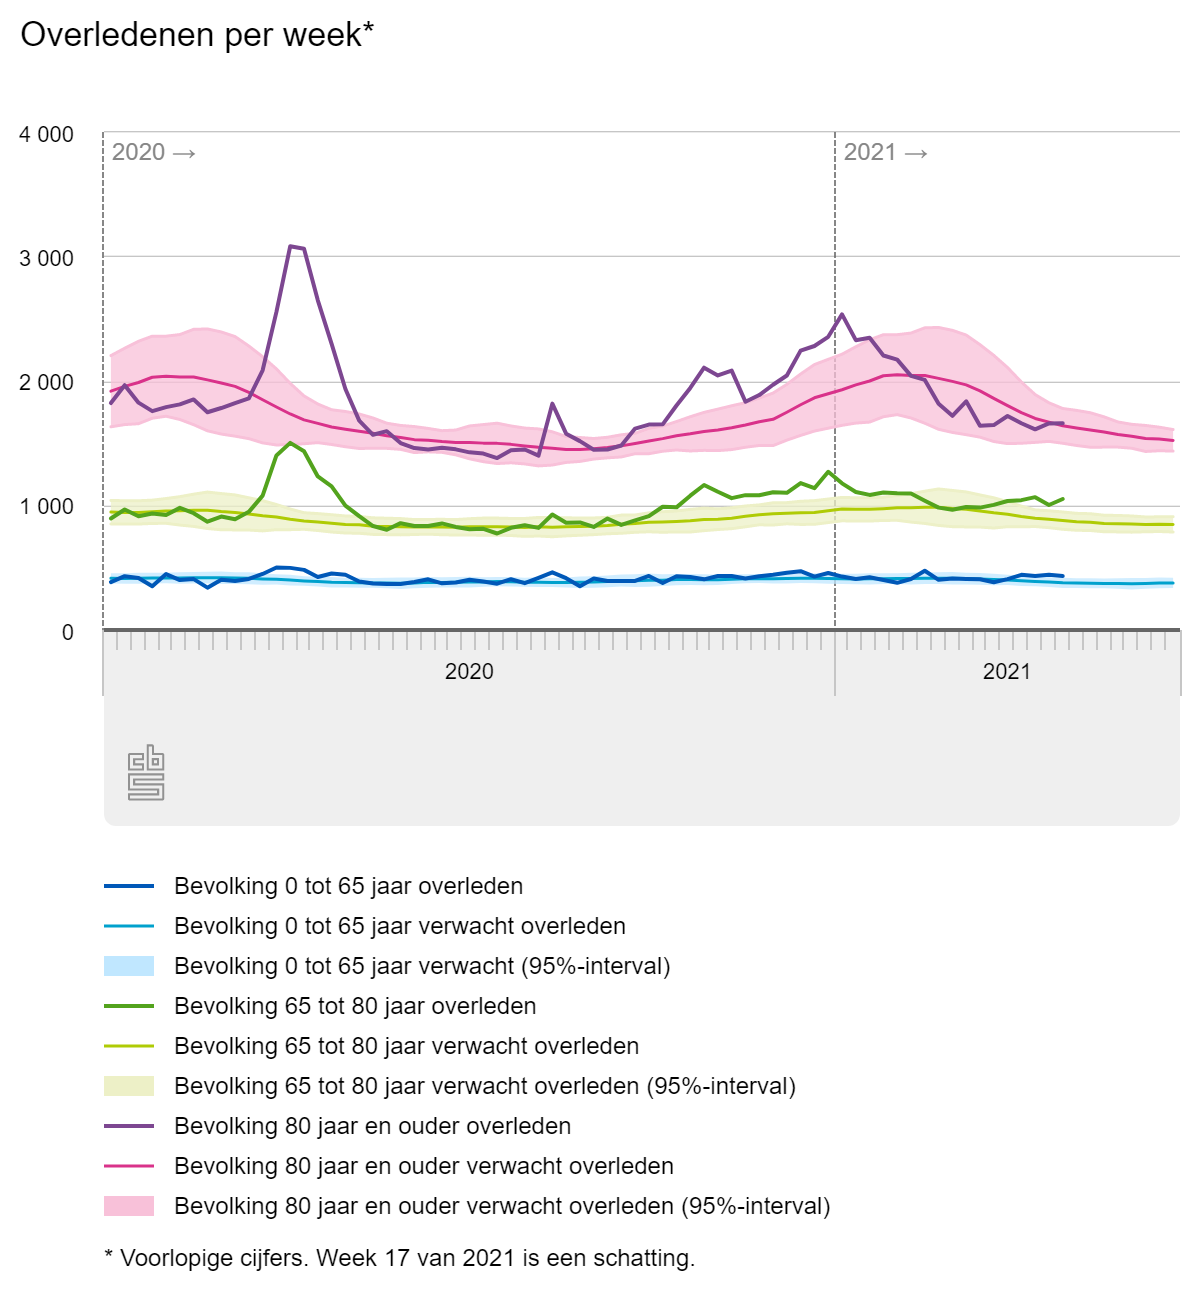 Overledenen per week*
4 000
2020 →
2021 →
3 000
2 000
1 000
0
2020
2021
cbs
Bevolking 0 tot 65 jaar overleden
Bevolking 0 tot 65 jaar verwacht overleden
Bevolking 0 tot 65 jaar verwacht (95%-interval)
Bevolking 65 tot 80 jaar overleden
Bevolking 65 tot 80 jaar verwacht overleden
Bevolking 65 tot 80 jaar verwacht overleden (95%-interval)
Bevolking 80 jaar en ouder overleden
Bevolking 80 jaar en ouder verwacht overleden
Bevolking 80 jaar en ouder verwacht overleden (95%-interval)
* Voorlopige cijfers. Week 17 van 2021 is een schatting.